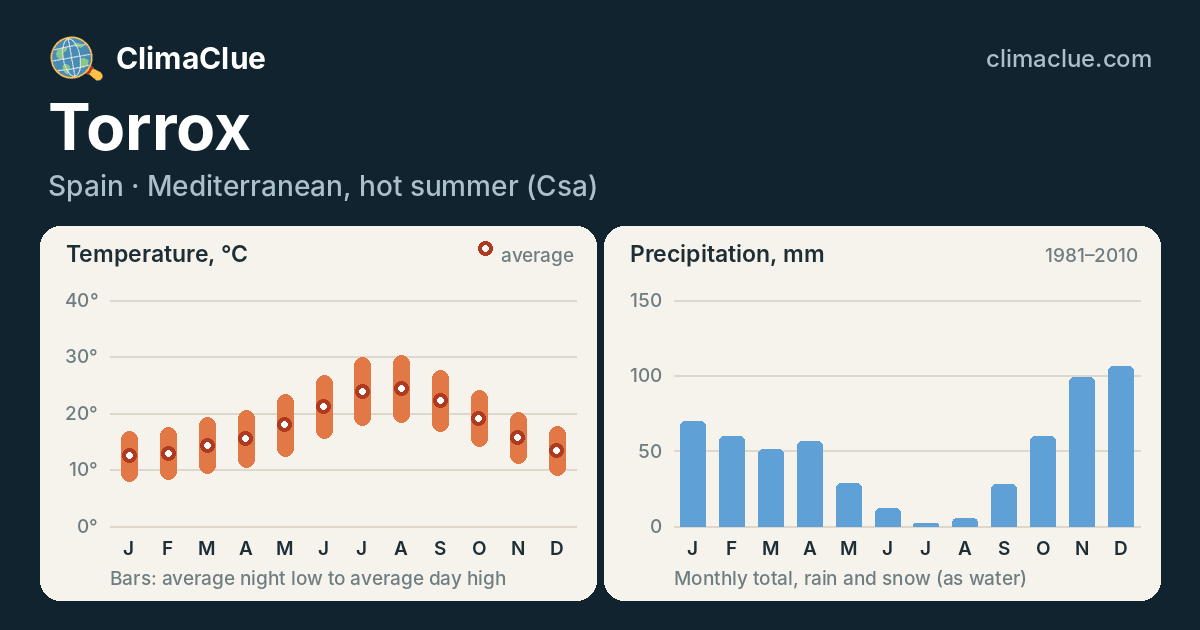 ClimaClue
climaclue.com
Torrox
Spain · Mediterranean, hot summer (Csa)
Temperature, °C
average
40°
30°
20°
10°
0°
J F M A M J J A S O N D
Bars: average night low to average day high
Precipitation, mm
1981–2010
150
100
50
0
J F M A M J J A S O N D
Monthly total, rain and snow (as water)